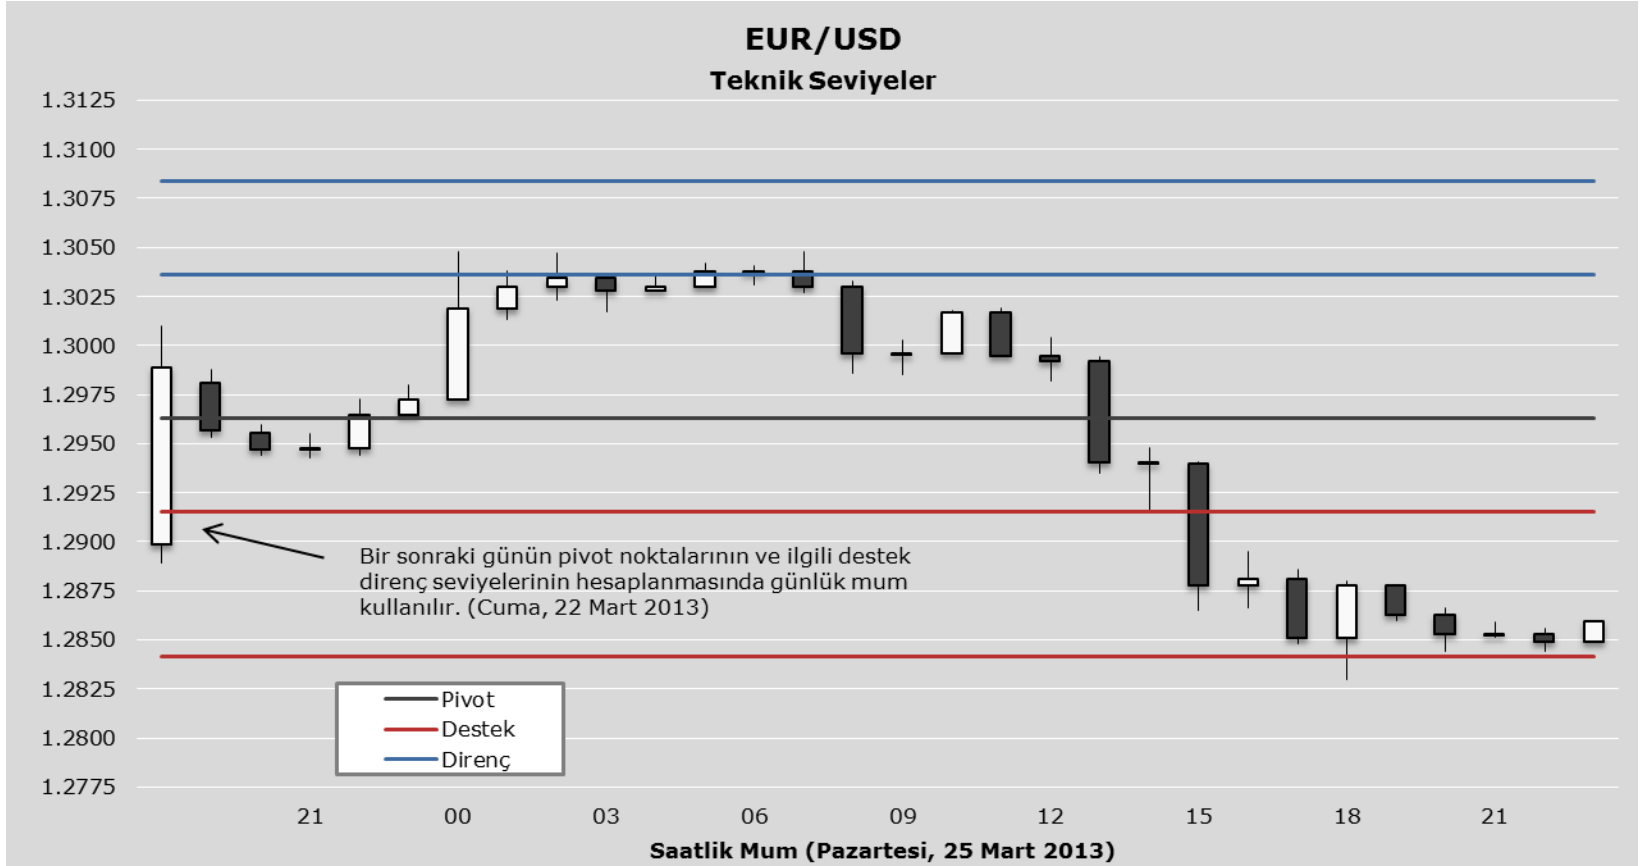 EUR/USD
Teknik Seviyeler
1.3125
1.3100
1.3075
1.3050
1.3025
1.3000
1.2975
1.2950
1.2925
1.2900
1.2875
1.2850
1.2825
1.2800
1.2775
Bir sonraki günün pivot noktalarının ve ilgili destek
direnç seviyelerinin hesaplanmasında günlük mum
kullanılır. (Cuma, 22 Mart 2013)
Pivot
Destek
Direnç
21 00 03 06 09 12 15 18 21
Saatlik Mum (Pazartesi, 25 Mart 2013)